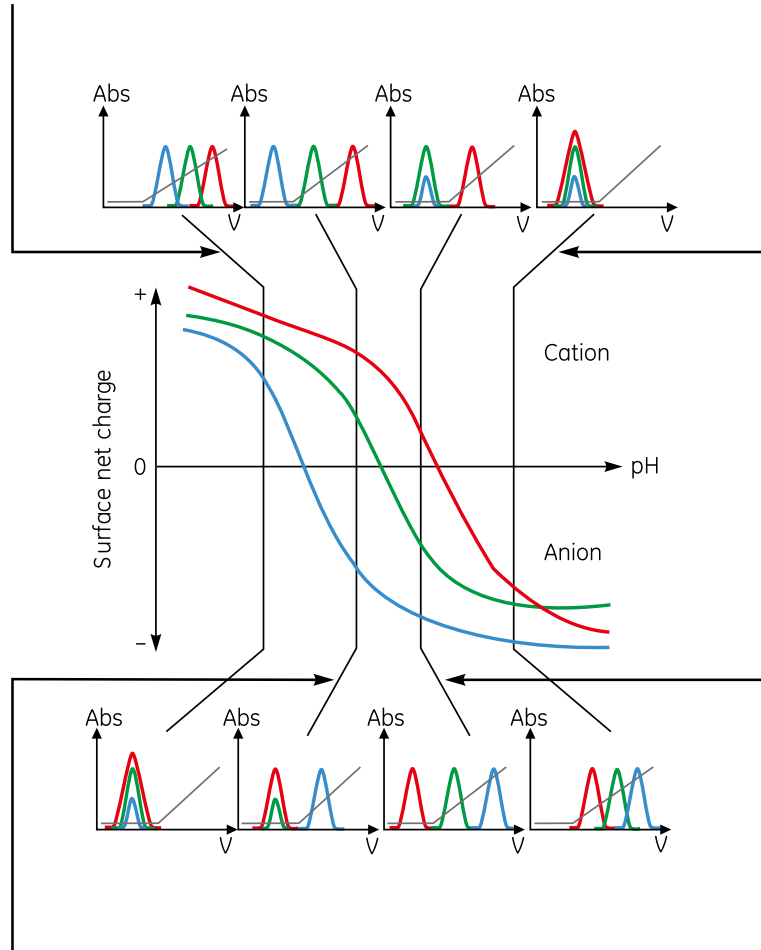 Abs
Abs
Abs
Abs
V
V
V
V
+
Cation
Surface net charge
0
pH
Anion
–
Abs
Abs
Abs
Abs
V
V
V
V